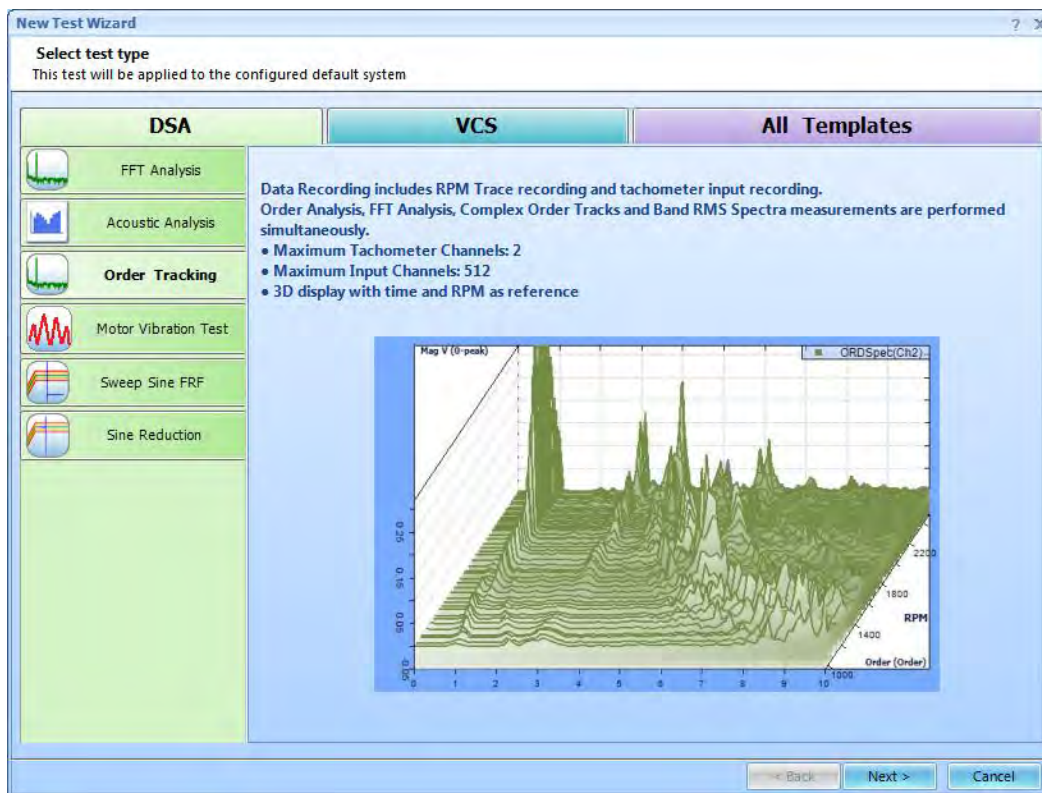 New Test Wizard
?
Select test type
This test will be applied to the configured default system
DSA
VCS
All Templates
FFT Analysis
Acoustic Analysis
Order Tracking
Motor Vibration Test
Sweep Sine FRF
Sine Reduction
Data Recording includes RPM Trace recording and tachometer input recording.
Order Analysis, FFT Analysis, Complex Order Tracks and Band RMS Spectra measurements are performed
simultaneously.
● Maximum Tachometer Channels: 2
● Maximum Input Channels: 512
● 3D display with time and RPM as reference
Mag V (0-peak)
ORDSpec(Ch2)
0.25
0.15
0.05
-0.05
2200
1800
RPM
1400
Order (Order)
1000
0 1 2 3 4 5 6 7 8 9 10
< Back
Next >
Cancel